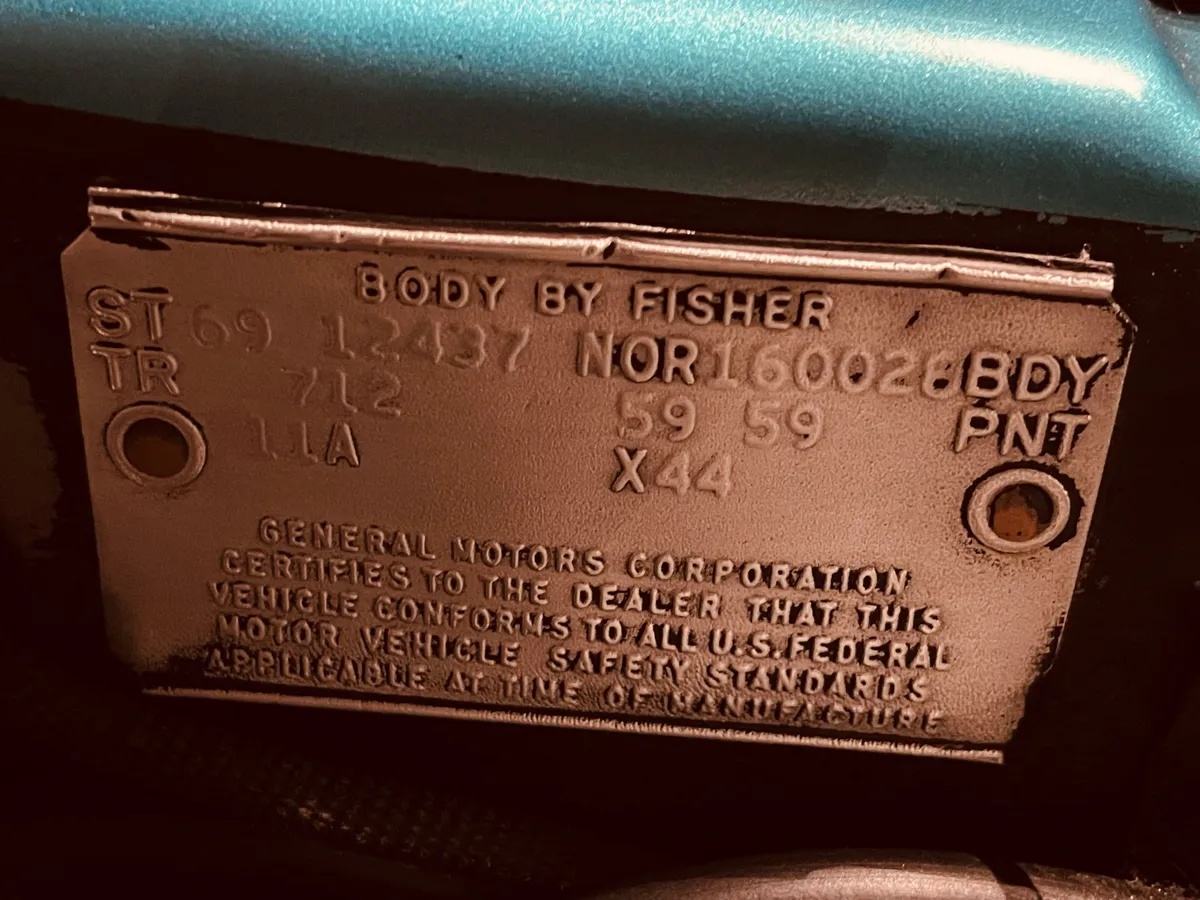 BODY BY FISHER
ST 69 12437 NOR160028 BDY
TR 712 59 59 PNT
11A X44
GENERAL MOTORS CORPORATION
CERTIFIES TO THE DEALER THAT THIS
VEHICLE CONFORMS TO ALL U.S. FEDERAL
MOTOR VEHICLE SAFETY STANDARDS
APPLICABLE AT TIME OF MANUFACTURE